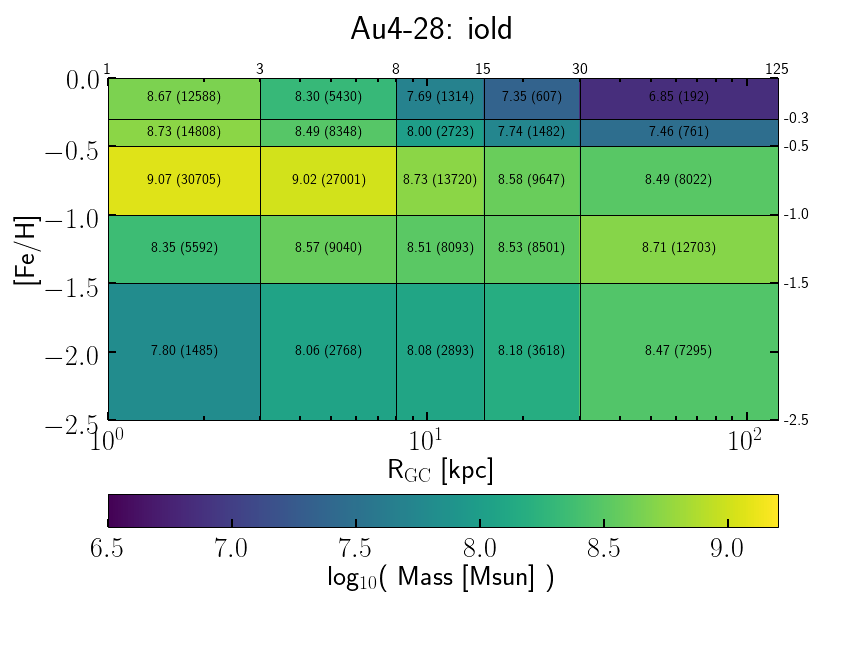 Au4-28: iold
1 3 8 15 30 125
0.0
8.67 (12588) 8.30 (5430) 7.69 (1314) 7.35 (607) 6.85 (192)
-0.3
8.73 (14808) 8.49 (8348) 8.00 (2723) 7.74 (1482) 7.46 (761)
−0.5 -0.5
9.07 (30705) 9.02 (27001) 8.73 (13720) 8.58 (9647) 8.49 (8022)
−1.0 -1.0
[Fe/H]
8.35 (5592) 8.57 (9040) 8.51 (8093) 8.53 (8501) 8.71 (12703)
−1.5 -1.5
−2.0 7.80 (1485) 8.06 (2768) 8.08 (2893) 8.18 (3618) 8.47 (7295)
−2.5 -2.5
10⁰ 10¹ 10²
R_GC [kpc]
6.5 7.0 7.5 8.0 8.5 9.0
log₁₀( Mass [Msun] )